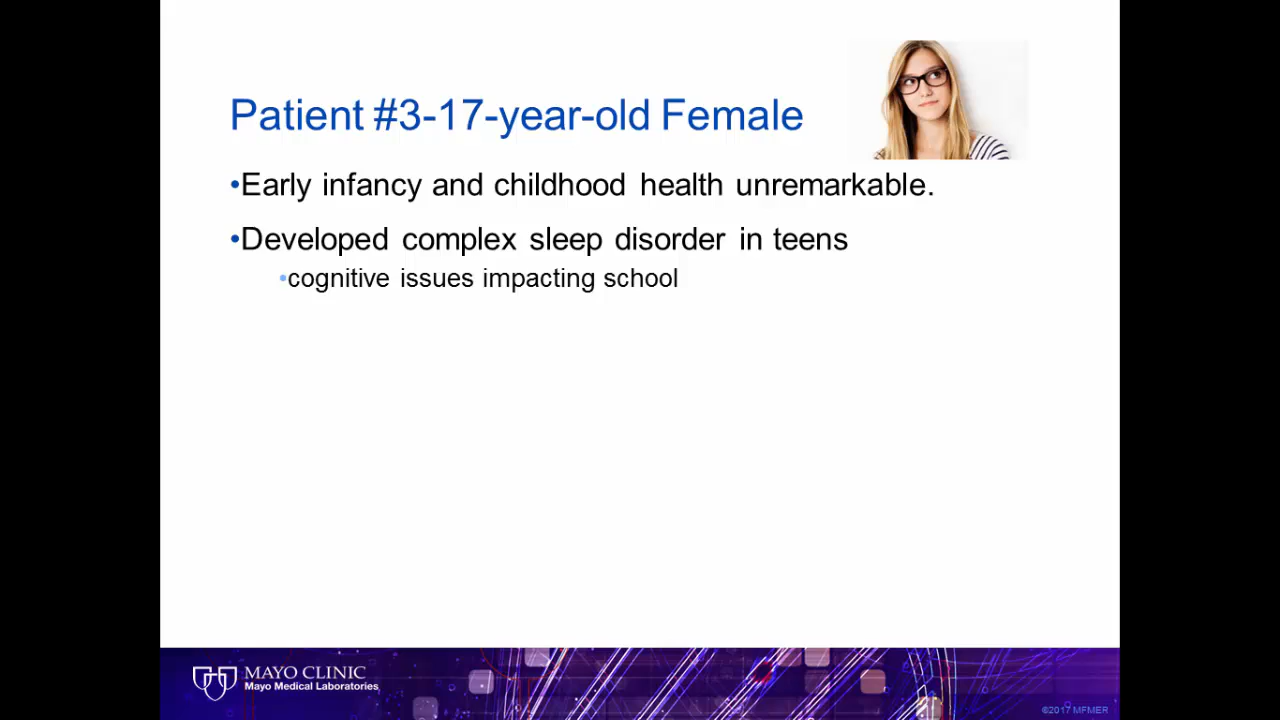 Patient #3-17-year-old Female
•Early infancy and childhood health unremarkable.
•Developed complex sleep disorder in teens
•cognitive issues impacting school
MAYO CLINIC
Mayo Medical Laboratories
©2017 MFMER